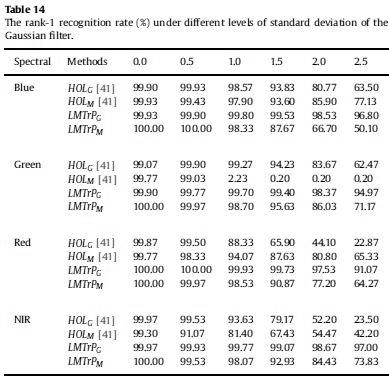 Table 14
The rank-1 recognition rate (%) under different levels of standard deviation of the
Gaussian filter.
Spectral Methods 0.0 0.5 1.0 1.5 2.0 2.5
Blue HOL_G [41] 99.90 99.93 98.57 93.83 80.77 63.50
HOL_M [41] 99.93 99.43 97.90 93.60 85.90 77.13
LMTrP_G 99.93 99.90 99.80 99.53 98.53 96.80
LMTrP_M 100.00 100.00 98.33 87.67 66.70 50.10
Green HOL_G [41] 99.07 99.90 99.27 94.23 83.67 62.47
HOL_M [41] 99.77 99.03 2.23 0.20 0.20 0.20
LMTrP_G 99.90 99.77 99.70 99.40 98.37 94.97
LMTrP_M 100.00 99.97 98.70 95.63 86.03 71.17
Red HOL_G [41] 99.87 99.50 88.33 65.90 44.10 22.87
HOL_M [41] 99.77 98.33 94.07 87.63 80.80 65.33
LMTrP_G 100.00 100.00 99.93 99.73 97.53 91.07
LMTrP_M 100.00 99.97 98.53 90.87 77.20 64.27
NIR HOL_G [41] 99.97 99.53 93.63 79.17 52.20 23.50
HOL_M [41] 99.30 91.07 81.40 67.43 54.47 42.20
LMTrP_G 99.97 99.93 99.77 99.07 98.67 97.00
LMTrP_M 100.00 99.53 98.07 92.93 84.43 73.83